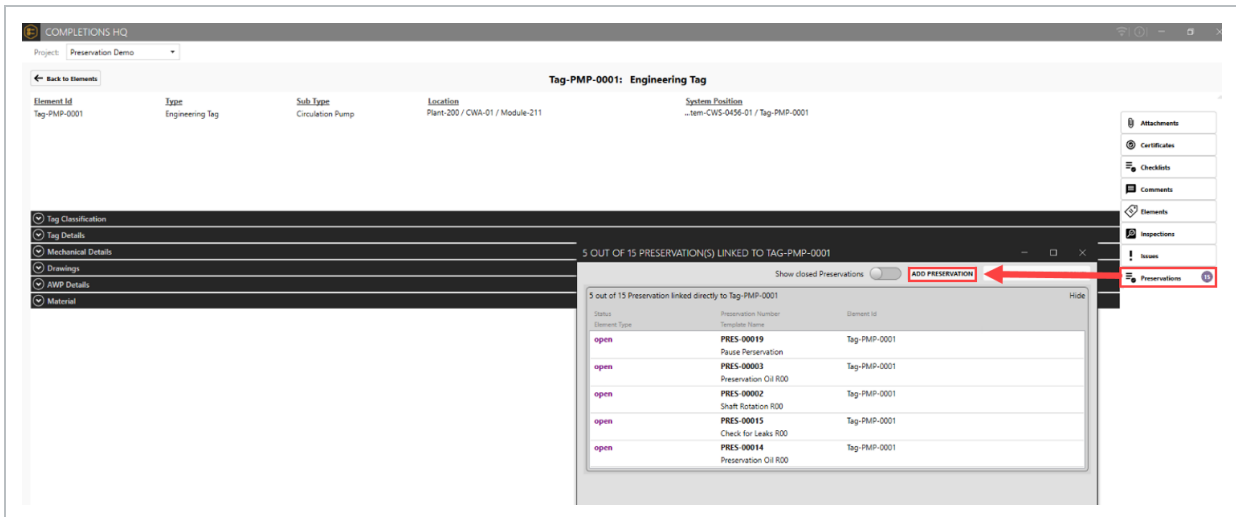 COMPLETIONS HQ
Project: Preservation Demo
Back to Elements
Tag-PMP-0001: Engineering Tag
Element Id Type Sub Type Location System Position
Tag-PMP-0001 Engineering Tag Circulation Pump Plant-200 / CWA-01 / Module-211 ...tem-CWS-0456-01 / Tag-PMP-0001
Attachments
Certificates
Checklists
Comments
Elements
Inspections
Issues
Preservations 15
Tag Classification
Tag Details
Mechanical Details
Drawings
AWP Details
Material
5 OUT OF 15 PRESERVATION(S) LINKED TO TAG-PMP-0001
Show closed Preservations ADD PRESERVATION
5 out of 15 Preservation linked directly to Tag-PMP-0001 Hide
Status Preservation Number Element Id
Element Type Template Name
open PRES-00019 Tag-PMP-0001
Pause Perservation
open PRES-00003 Tag-PMP-0001
Preservation Oil R00
open PRES-00002 Tag-PMP-0001
Shaft Rotation R00
open PRES-00015 Tag-PMP-0001
Check for Leaks R00
open PRES-00014 Tag-PMP-0001
Preservation Oil R00